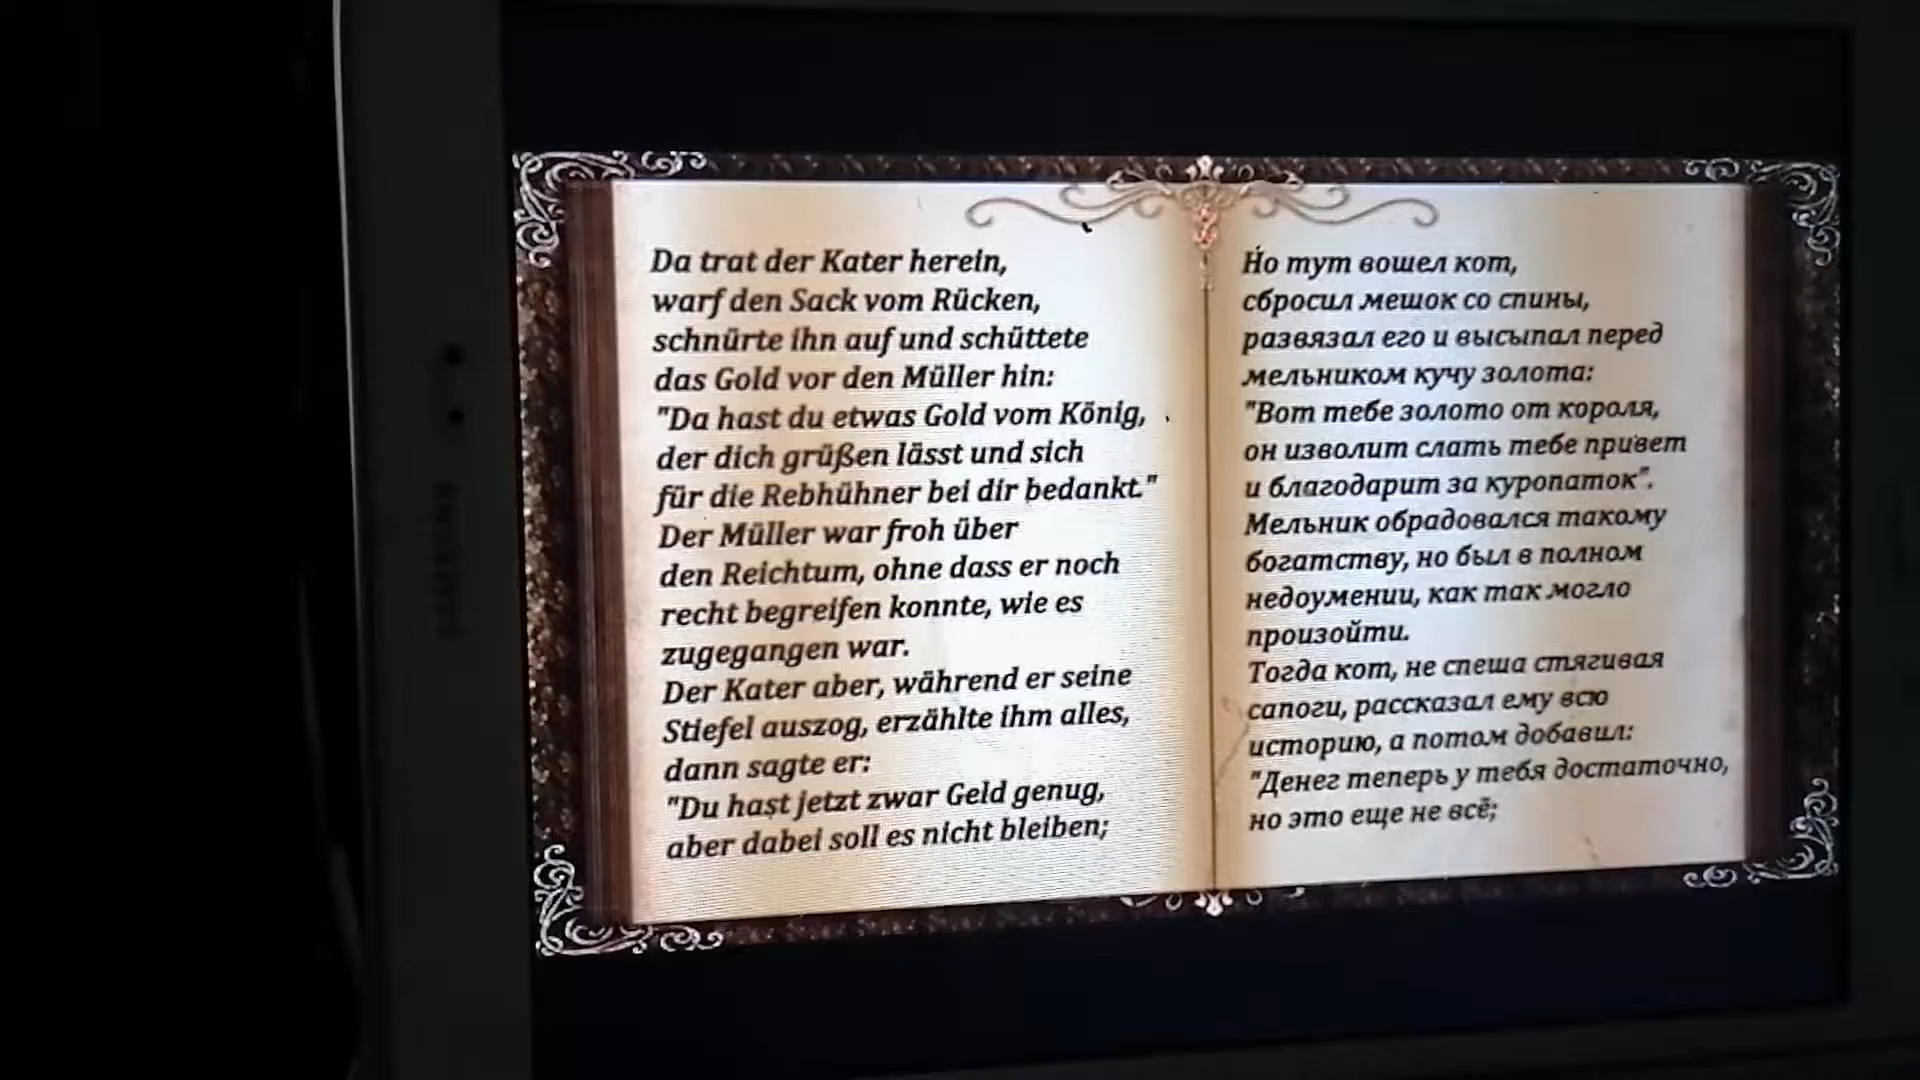 Da trat der Kater herein,
warf den Sack vom Rücken,
schnürte ihn auf und schüttete
das Gold vor den Müller hin:
"Da hast du etwas Gold vom König,
der dich grüßen lässt und sich
für die Rebhühner bei dir bedankt."
Der Müller war froh über
den Reichtum, ohne dass er noch
recht begreifen konnte, wie es
zugegangen war.
Der Kater aber, während er seine
Stiefel auszog, erzählte ihm alles,
dann sagte er:
"Du hast jetzt zwar Geld genug,
aber dabei soll es nicht bleiben;
Но тут вошел кот,
сбросил мешок со спины,
развязал его и высыпал перед
мельником кучу золота:
"Вот тебе золото от короля,
он изволит слать тебе привет
и благодарит за куропаток".
Мельник обрадовался такому
богатству, но был в полном
недоумении, как так могло
произойти.
Тогда кот, не спеша стягивая
сапоги, рассказал ему всю
историю, а потом добавил:
"Денег теперь у тебя достаточно,
но это еще не всё;